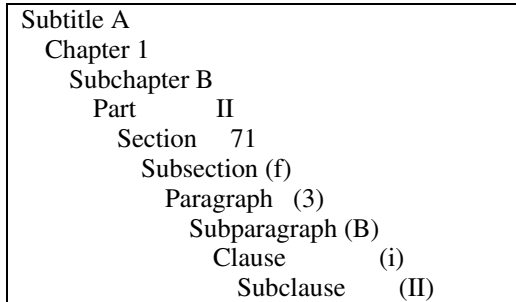 Subtitle A
Chapter 1
Subchapter B
Part II
Section 71
Subsection (f)
Paragraph (3)
Subparagraph (B)
Clause (i)
Subclause (II)